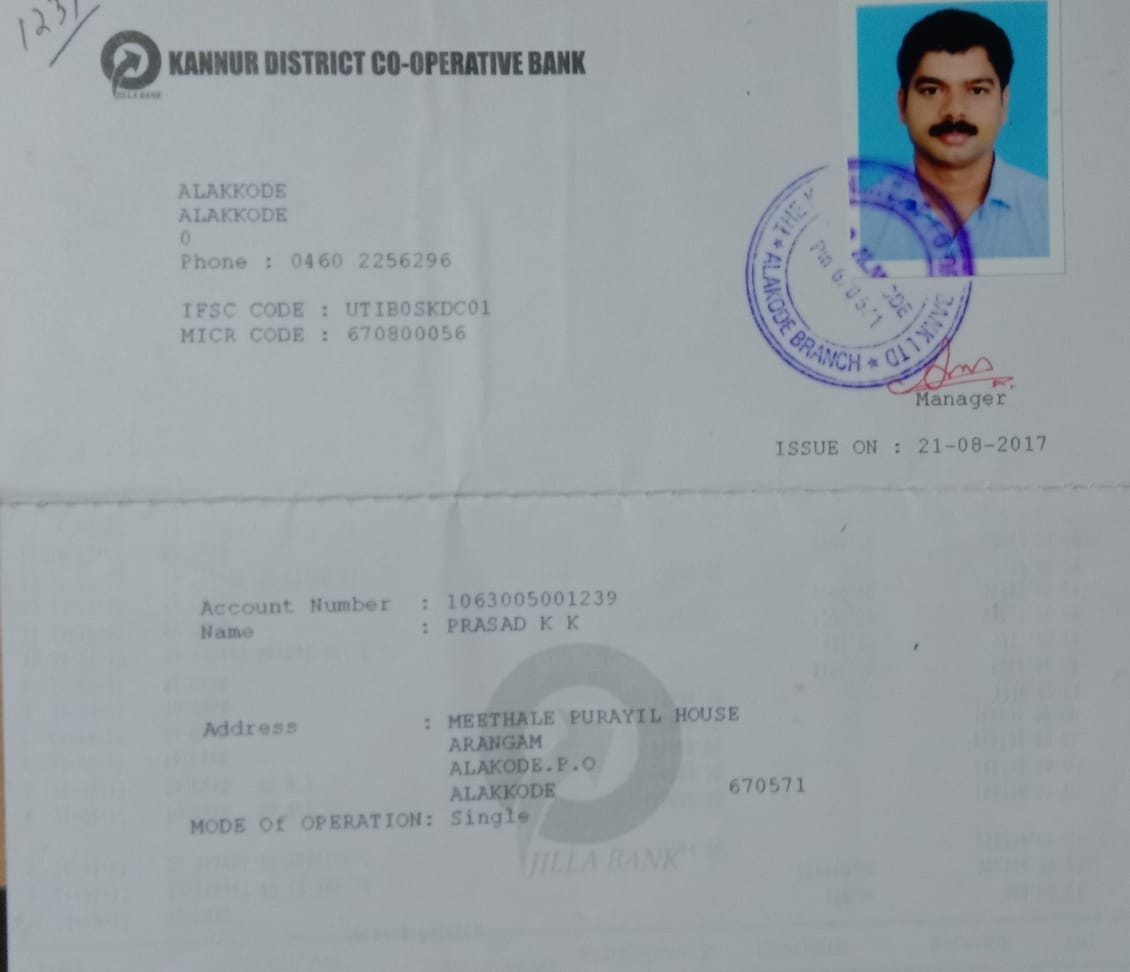 1231
KANNUR DISTRICT CO-OPERATIVE BANK
JILLA BANK
ALAKKODE
ALAKKODE
0
Phone : 0460 2256296
IFSC CODE : UTIB0SKDC01
MICR CODE : 670800056
THE
BANK LTD
ALAKODE BRANCH
Pin 670571
Manager
ISSUE ON : 21-08-2017
Account Number : 1063005001239
Name : PRASAD K K
Address : MEETHALE PURAYIL HOUSE
ARANGAM
ALAKODE.P.O
ALAKKODE 670571
MODE Of OPERATION: Single
JILLA BANK